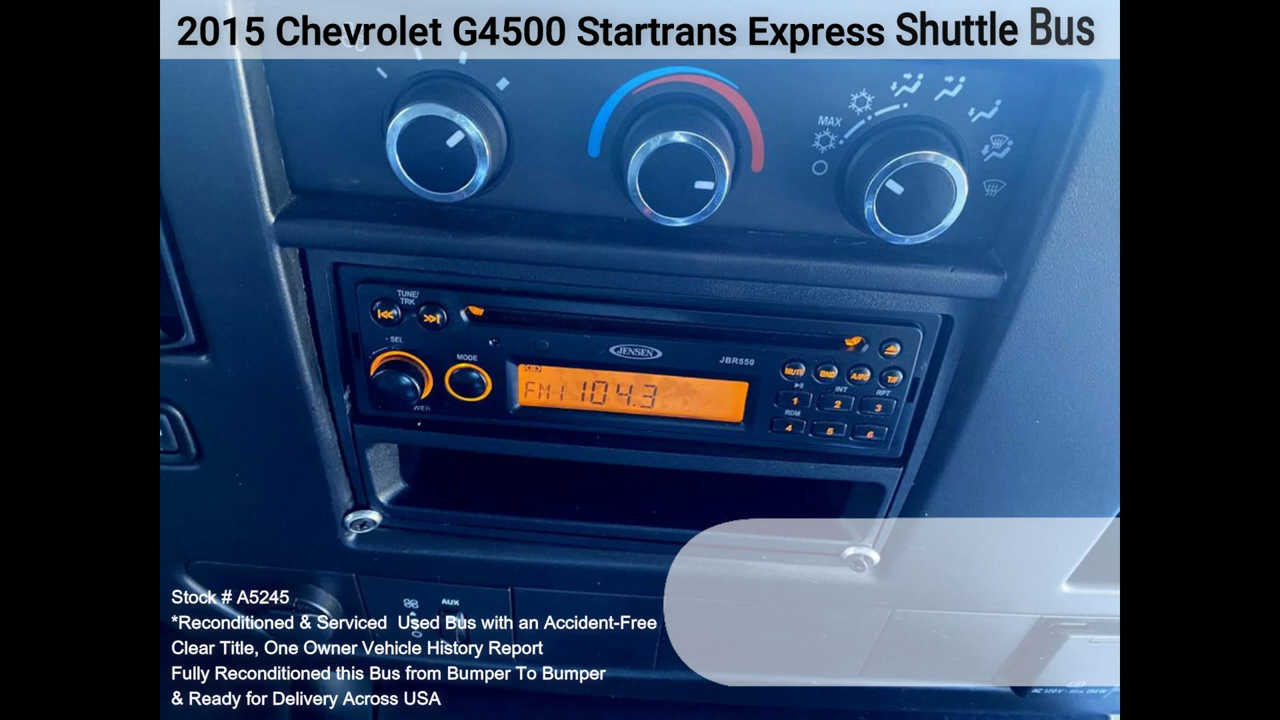 2015 Chevrolet G4500 Startrans Express Shuttle Bus
MAX
TUNE/
TRK
SEL
MODE
JENSEN
JBR550
FM1 104.3
MUTE BND A/PS T/F
INT RPT
1 2 3
RDM
4 5 6
AUX
Stock # A5245
*Reconditioned & Serviced  Used Bus with an Accident-Free
Clear Title, One Owner Vehicle History Report
Fully Reconditioned this Bus from Bumper To Bumper
& Ready for Delivery Across USA